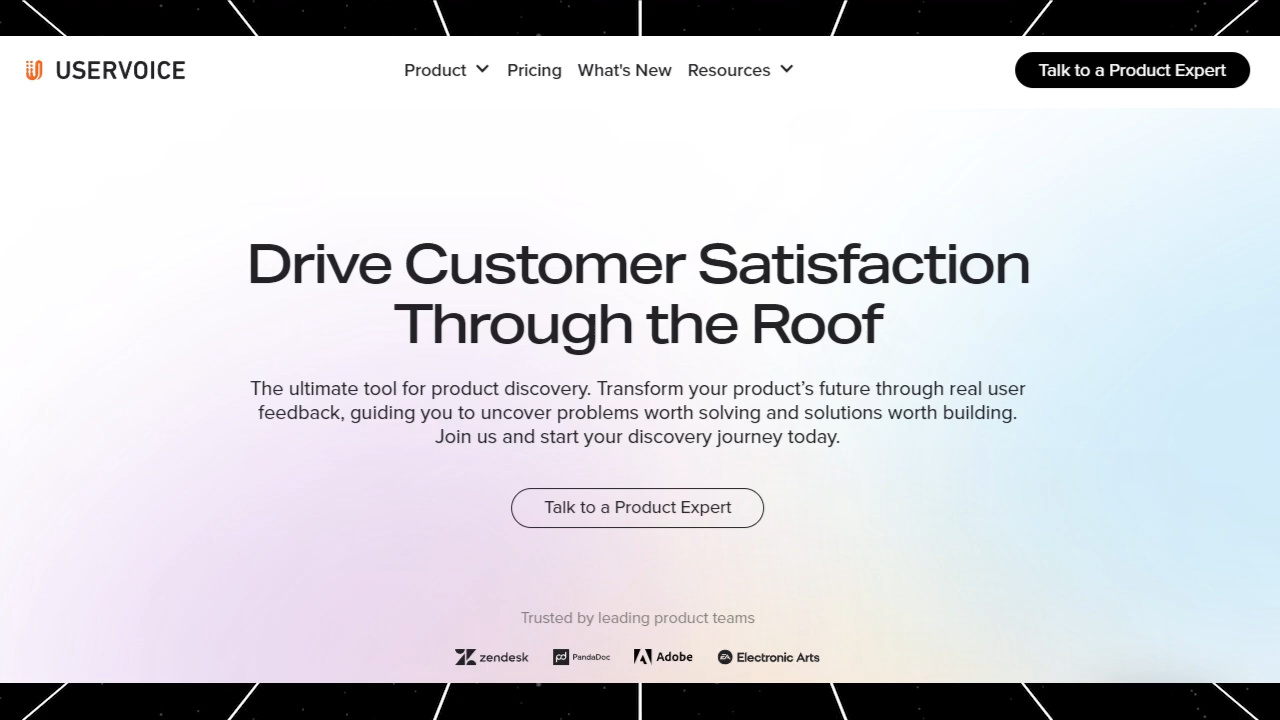 USERVOICE
Product
Pricing
What's New
Resources
Talk to a Product Expert
Drive Customer Satisfaction
Through the Roof
The ultimate tool for product discovery. Transform your product’s future through real user
feedback, guiding you to uncover problems worth solving and solutions worth building.
Join us and start your discovery journey today.
Talk to a Product Expert
Trusted by leading product teams
zendesk
pd PandaDoc
Adobe
EA Electronic Arts